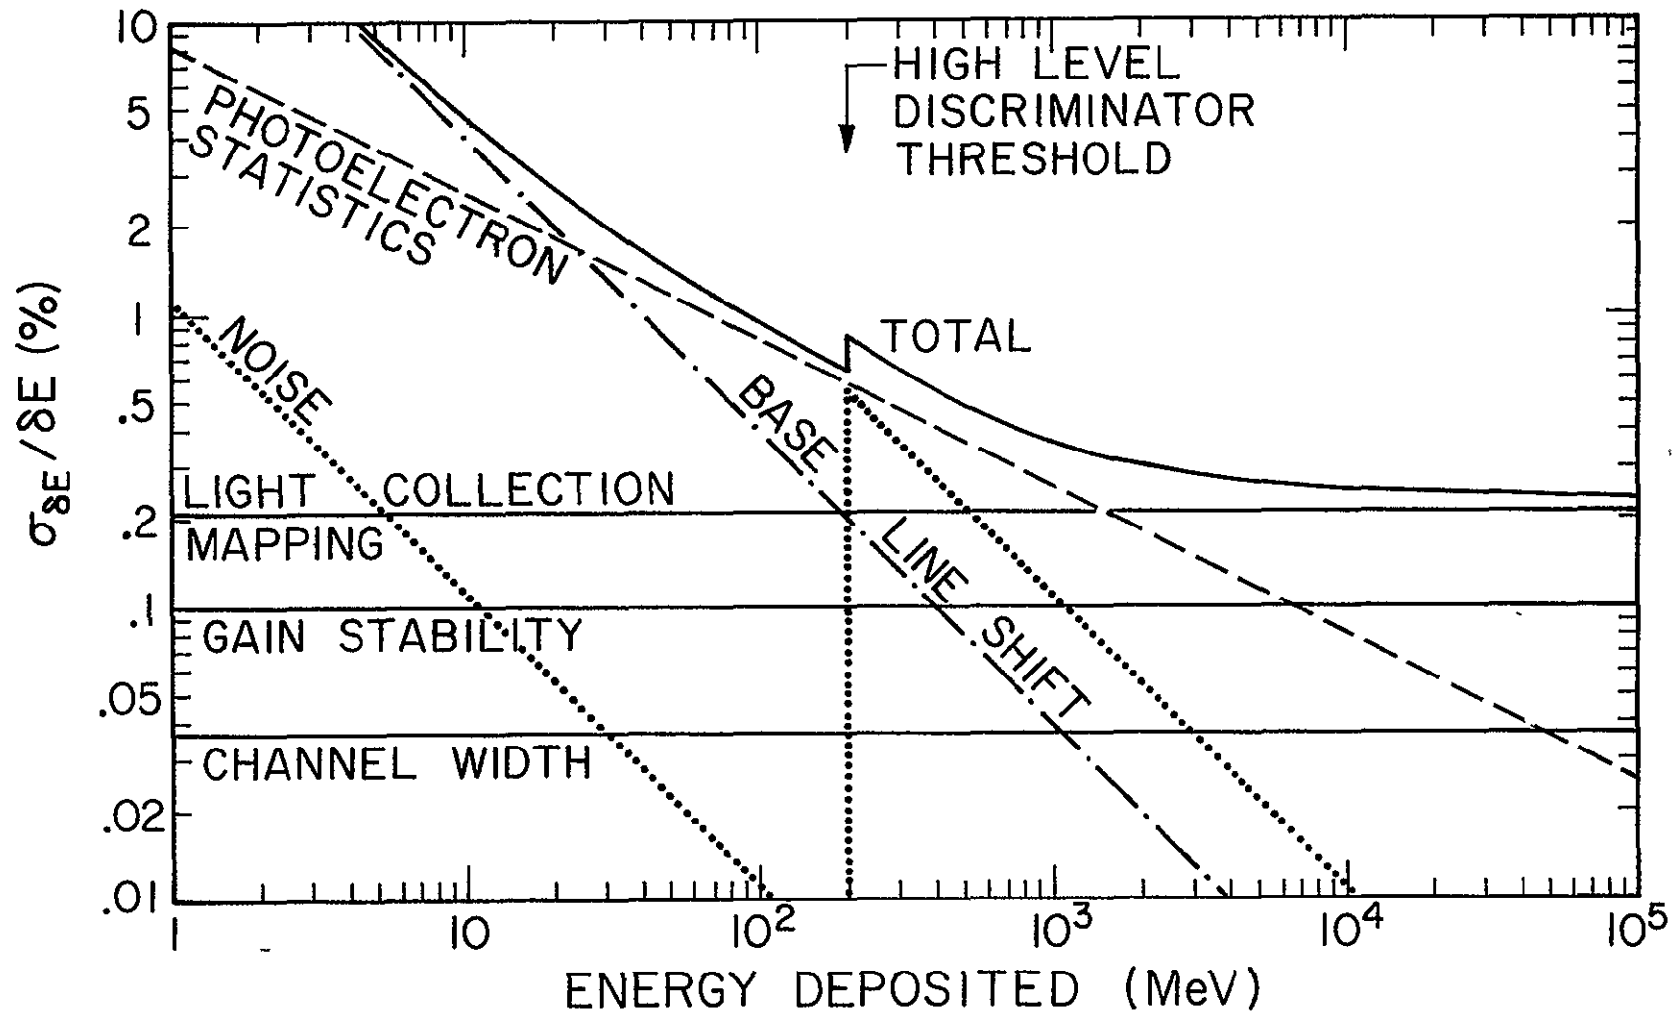 10
5
2
1
.5
.2
.1
.05
.02
.01
σδE/δE (%)
HIGH LEVEL
DISCRIMINATOR
THRESHOLD
PHOTOELECTRON
STATISTICS
NOISE
TOTAL
BASE LINE SHIFT
LIGHT COLLECTION
MAPPING
GAIN STABILITY
CHANNEL WIDTH
1 10 10² 10³ 10⁴ 10⁵
ENERGY DEPOSITED (MeV)